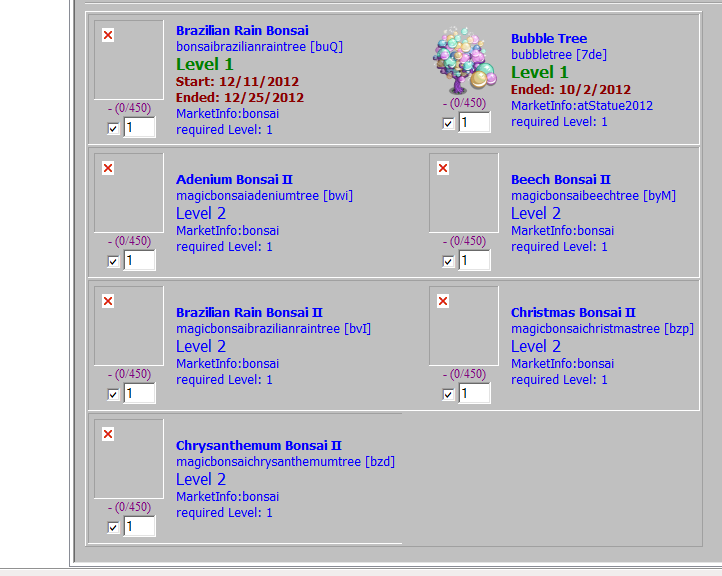 Brazilian Rain Bonsai
bonsaibrazilianraintree [buQ]
Level 1
Start: 12/11/2012
Ended: 12/25/2012
MarketInfo:bonsai
required Level: 1
- (0/450)
1
Bubble Tree
bubbletree [7de]
Level 1
Ended: 10/2/2012
MarketInfo:atStatue2012
required Level: 1
- (0/450)
1
Adenium Bonsai II
magicbonsaiadeniumtree [bwi]
Level 2
MarketInfo:bonsai
required Level: 1
- (0/450)
1
Beech Bonsai II
magicbonsaibeechtree [byM]
Level 2
MarketInfo:bonsai
required Level: 1
- (0/450)
1
Brazilian Rain Bonsai II
magicbonsaibrazilianraintree [bvI]
Level 2
MarketInfo:bonsai
required Level: 1
- (0/450)
1
Christmas Bonsai II
magicbonsaichristmastree [bzp]
Level 2
MarketInfo:bonsai
required Level: 1
- (0/450)
1
Chrysanthemum Bonsai II
magicbonsaichrysanthemumtree [bzd]
Level 2
MarketInfo:bonsai
required Level: 1
- (0/450)
1